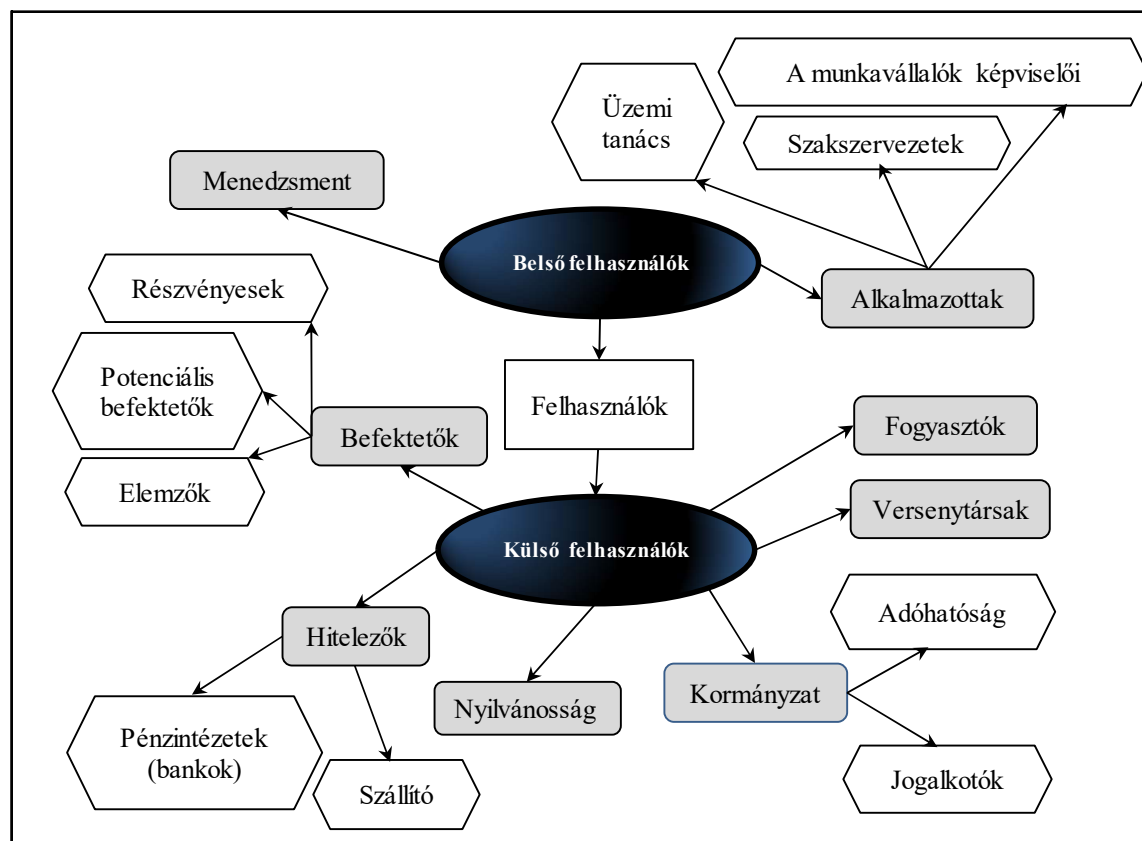 A munkavállalók képviselői
Üzemi
tanács
Szakszervezetek
Menedzsment
Belső felhasználók
Alkalmazottak
Részvényesek
Potenciális
befektetők
Elemzők
Befektetők
Felhasználók
Fogyasztók
Versenytársak
Külső felhasználók
Hitelezők
Adóhatóság
Nyilvánosság
Kormányzat
Pénzintézetek
(bankok)
Szállító
Jogalkotók